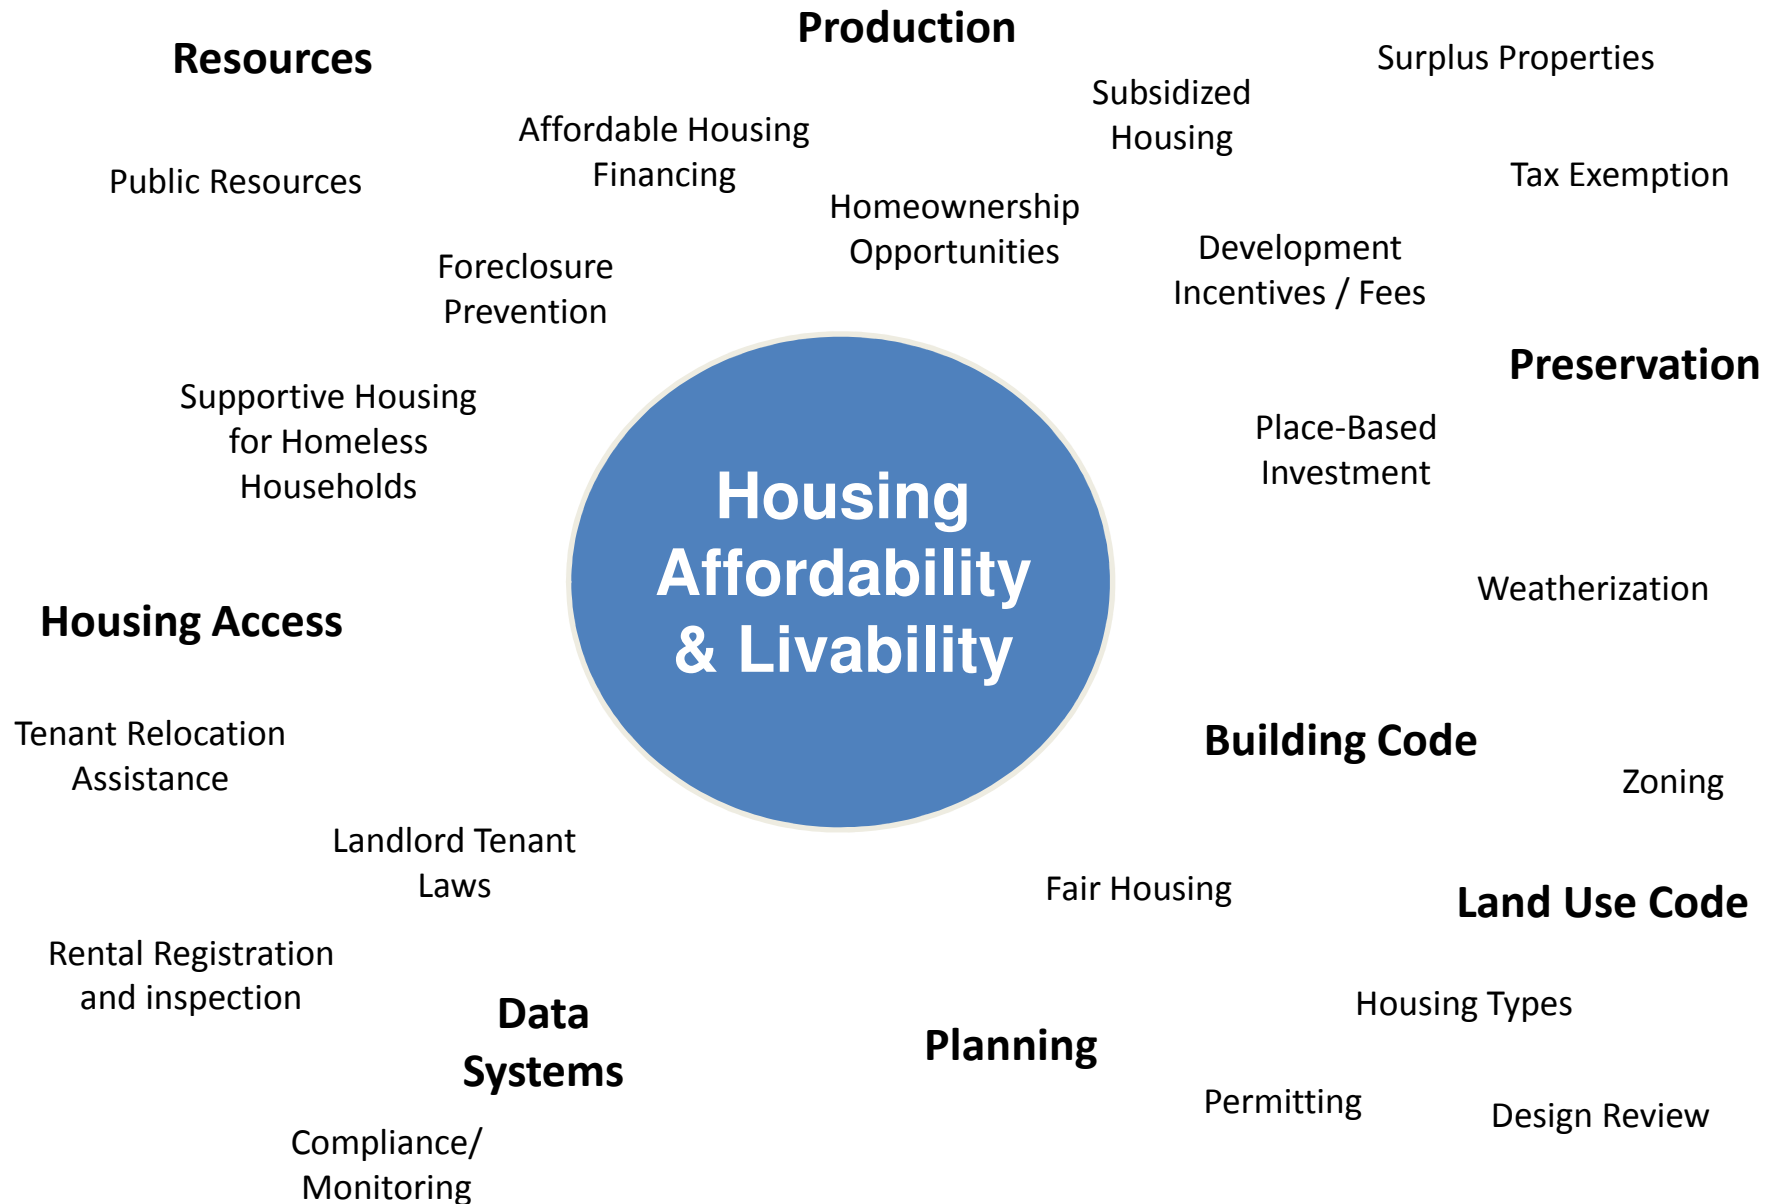 Production
Resources
Surplus Properties
Subsidized
Housing
Affordable Housing
Financing
Public Resources
Tax Exemption
Homeownership
Opportunities
Development
Incentives / Fees
Foreclosure
Prevention
Preservation
Supportive Housing
for Homeless
Households
Place-Based
Investment
Housing
Affordability
& Livability
Weatherization
Housing Access
Tenant Relocation
Assistance
Building Code
Zoning
Landlord Tenant
Laws
Fair Housing
Land Use Code
Rental Registration
and inspection
Data
Systems
Housing Types
Planning
Permitting
Design Review
Compliance/
Monitoring